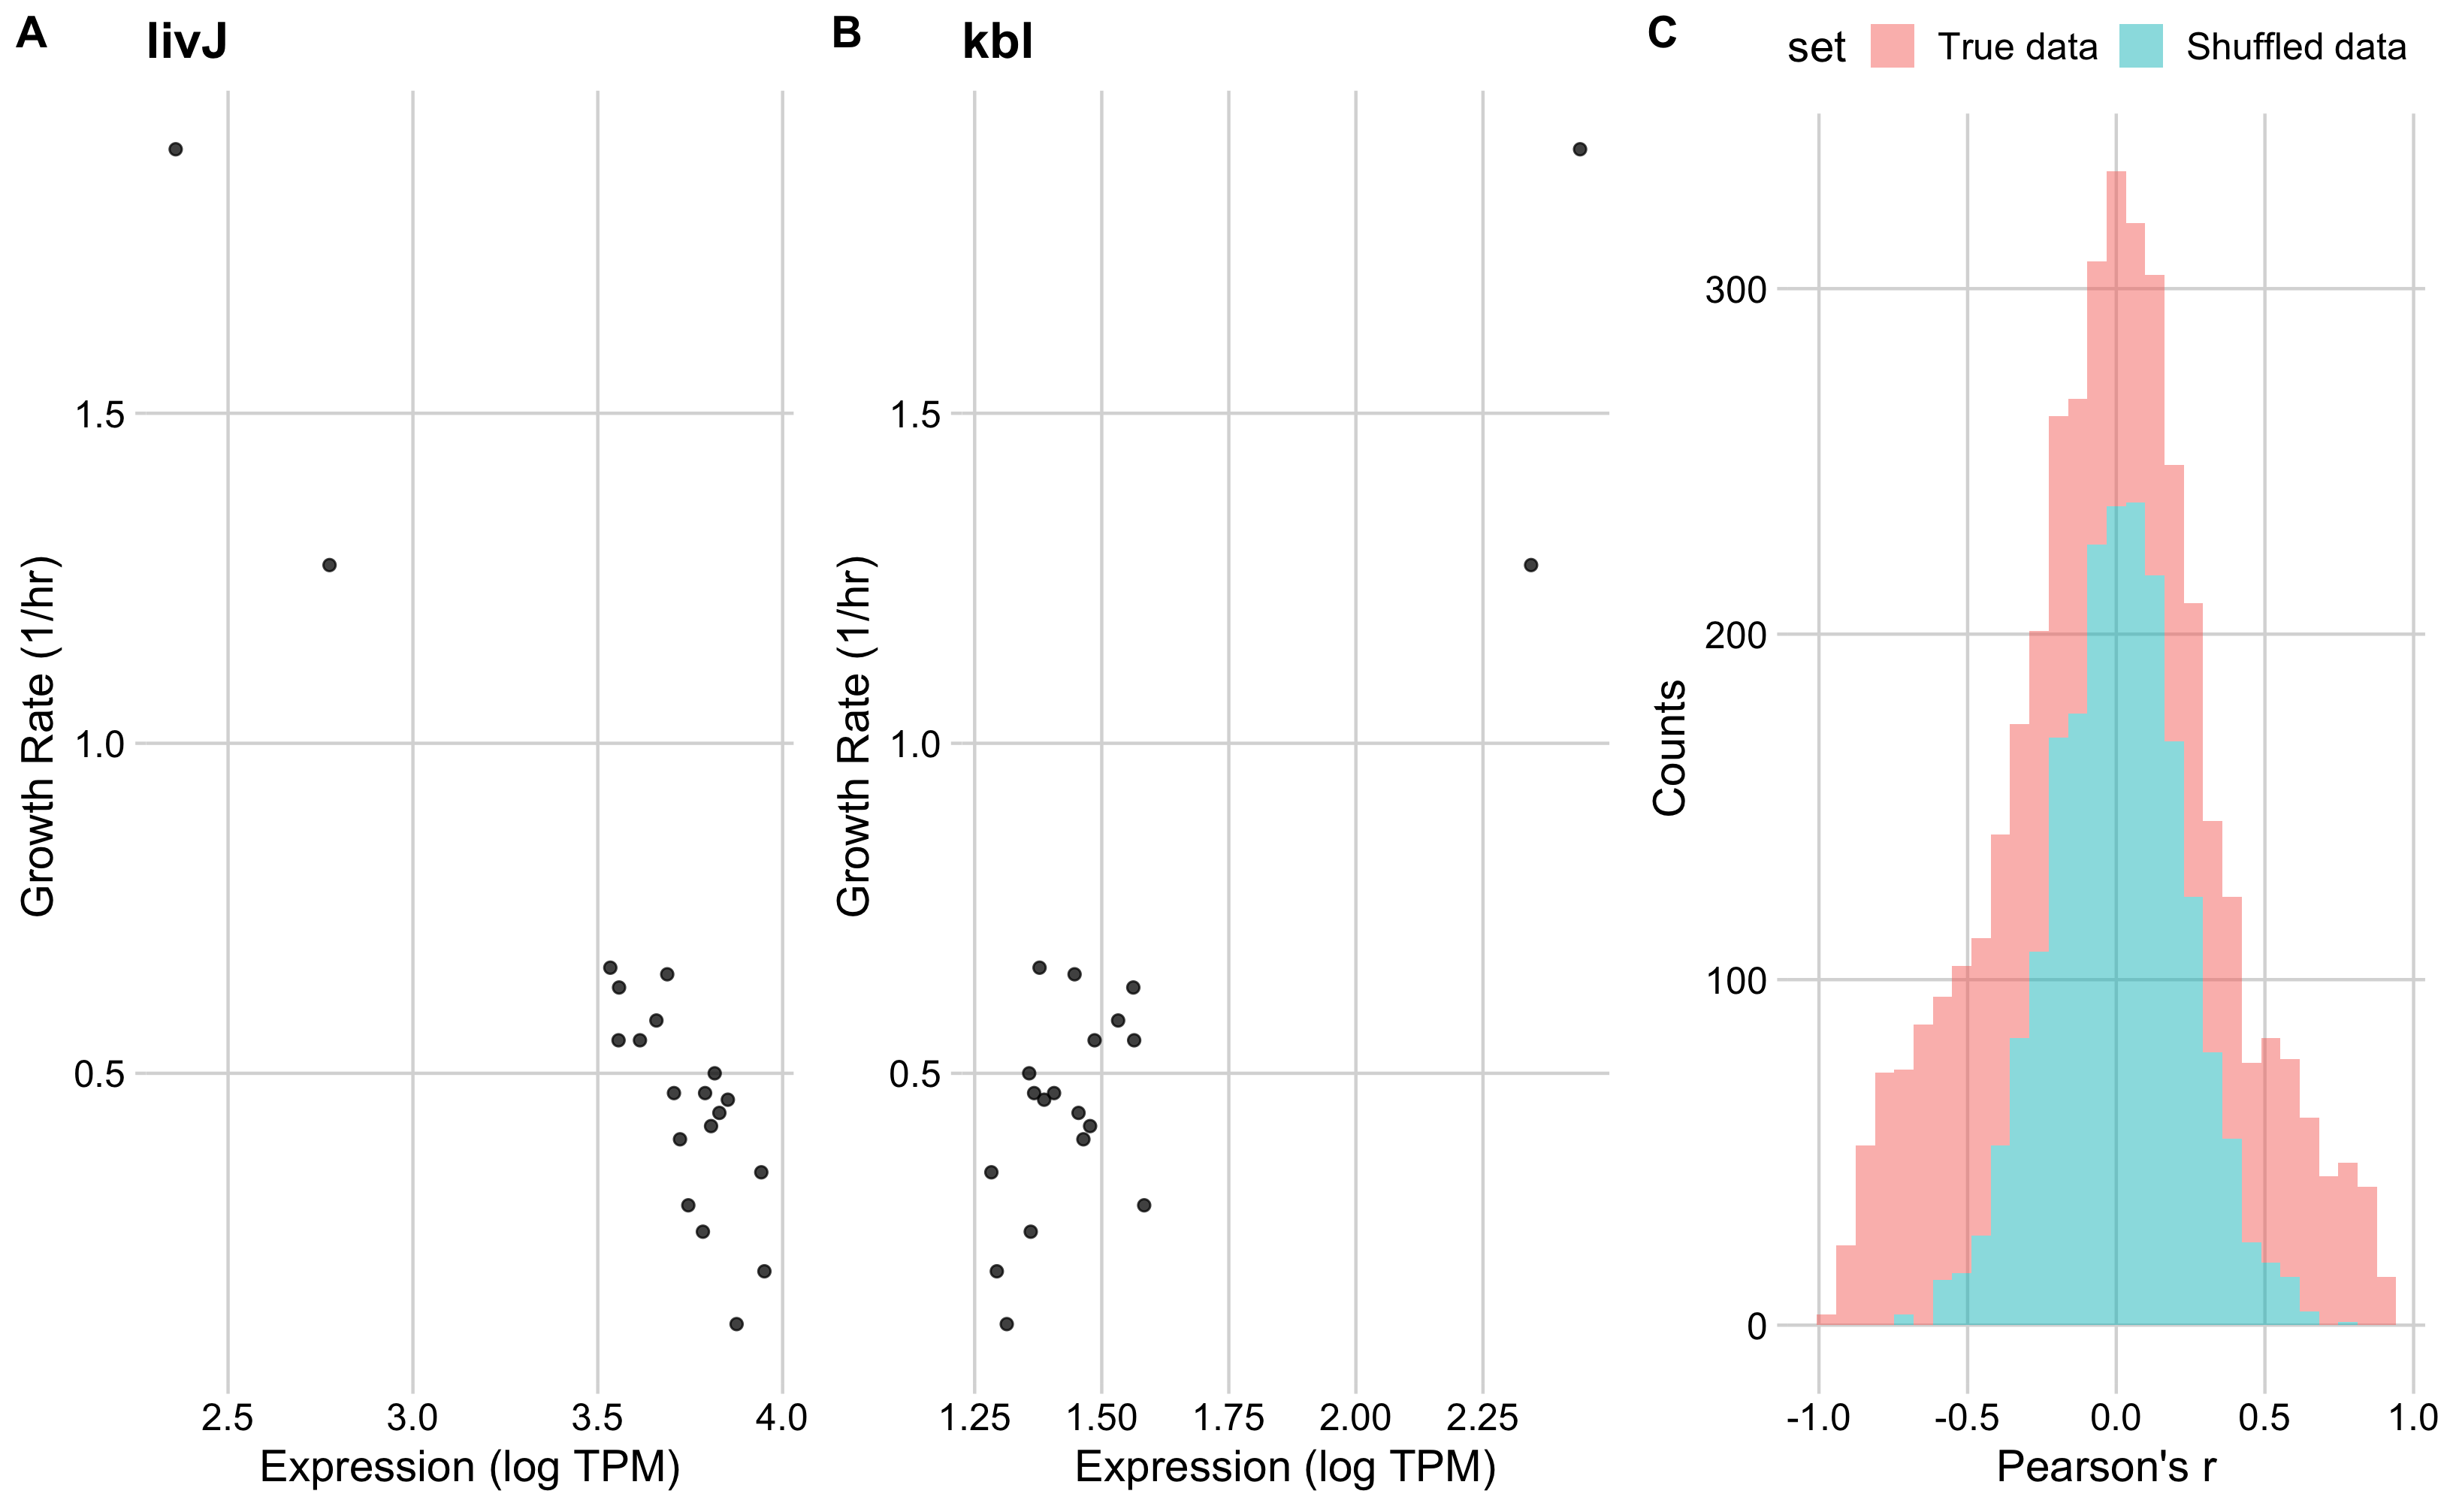 A
livJ
Growth Rate (1/hr)
1.5
1.0
0.5
2.5 3.0 3.5 4.0
Expression (log TPM)
B
kbl
Growth Rate (1/hr)
1.5
1.0
0.5
1.25 1.50 1.75 2.00 2.25
Expression (log TPM)
C
set True data Shuffled data
Counts
300
200
100
0
-1.0 -0.5 0.0 0.5 1.0
Pearson's r